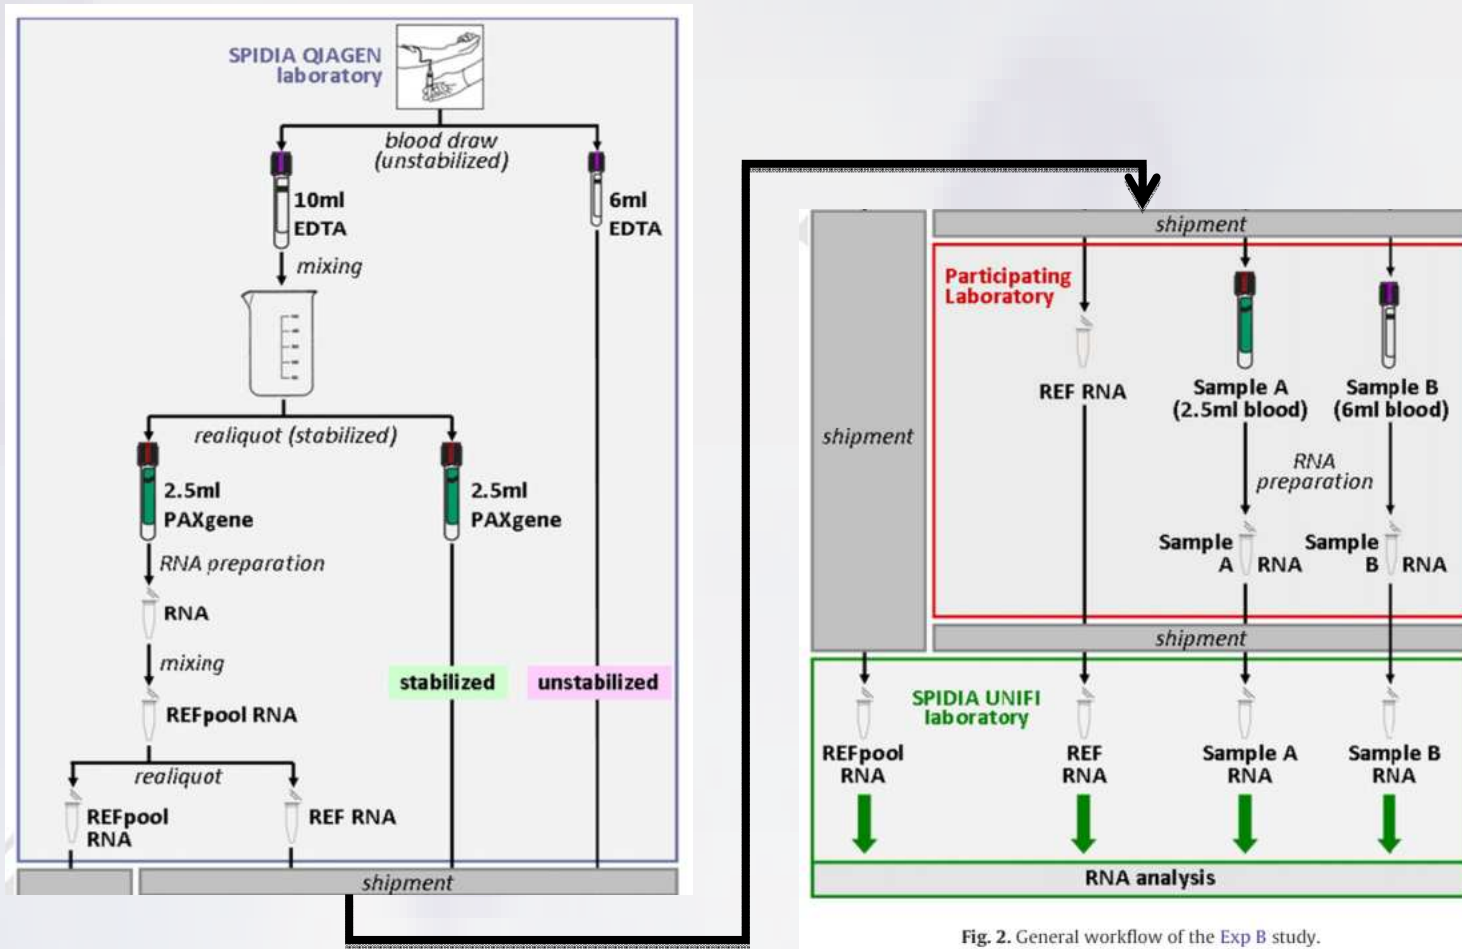 SPIDIA QIAGEN
laboratory
blood draw
(unstabilized)
10ml
EDTA
6ml
EDTA
mixing
realiquot (stabilized)
2.5ml
PAXgene
2.5ml
PAXgene
RNA preparation
RNA
mixing
stabilized
unstabilized
REFpool RNA
realiquot
REFpool
RNA
REF RNA
shipment
shipment
shipment
Participating
Laboratory
REF RNA
Sample A
(2.5ml blood)
Sample B
(6ml blood)
RNA
preparation
Sample
A RNA
Sample
B RNA
shipment
SPIDIA UNIFI
laboratory
REFpool
RNA
REF
RNA
Sample A
RNA
Sample B
RNA
RNA analysis
Fig. 2. General workflow of the Exp B study.